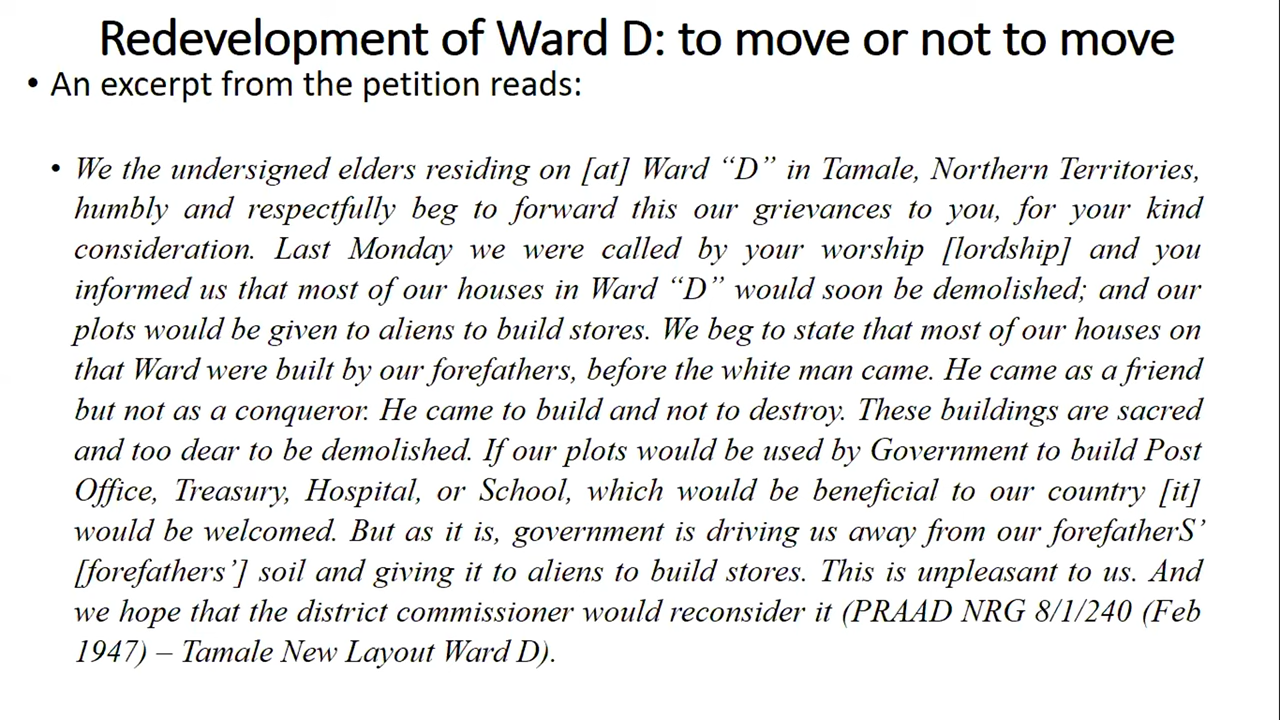 Redevelopment of Ward D: to move or not to move
• An excerpt from the petition reads:
• We the undersigned elders residing on [at] Ward “D” in Tamale, Northern Territories,
humbly and respectfully beg to forward this our grievances to you, for your kind
consideration. Last Monday we were called by your worship [lordship] and you
informed us that most of our houses in Ward “D” would soon be demolished; and our
plots would be given to aliens to build stores. We beg to state that most of our houses on
that Ward were built by our forefathers, before the white man came. He came as a friend
but not as a conqueror. He came to build and not to destroy. These buildings are sacred
and too dear to be demolished. If our plots would be used by Government to build Post
Office, Treasury, Hospital, or School, which would be beneficial to our country [it]
would be welcomed. But as it is, government is driving us away from our forefatherS’
[forefathers’] soil and giving it to aliens to build stores. This is unpleasant to us. And
we hope that the district commissioner would reconsider it (PRAAD NRG 8/1/240 (Feb
1947) – Tamale New Layout Ward D).